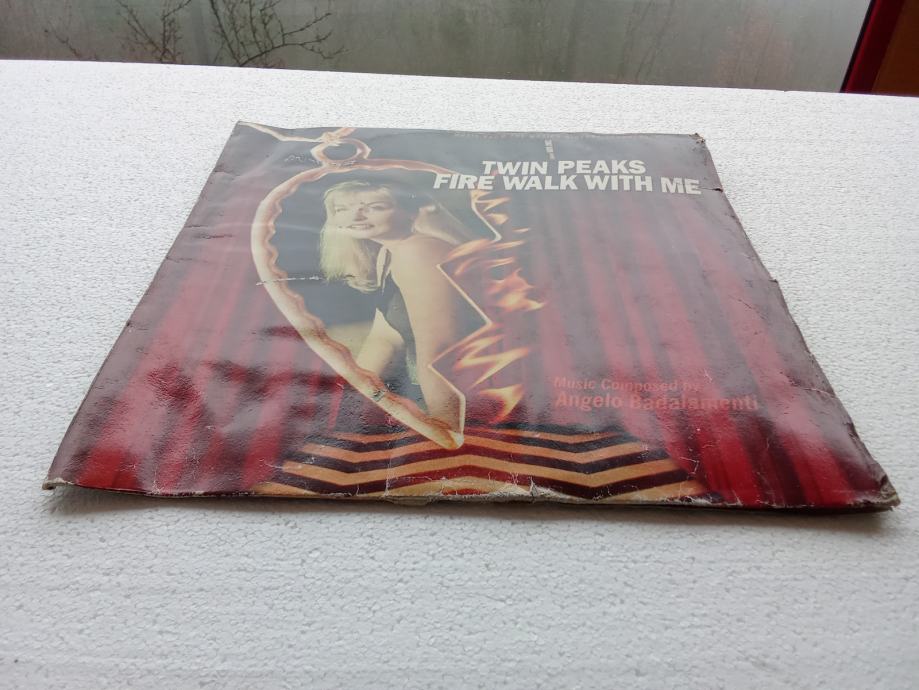 TWIN PEAKS
FIRE WALK WITH ME
Music Composed by
Angelo Badalamenti